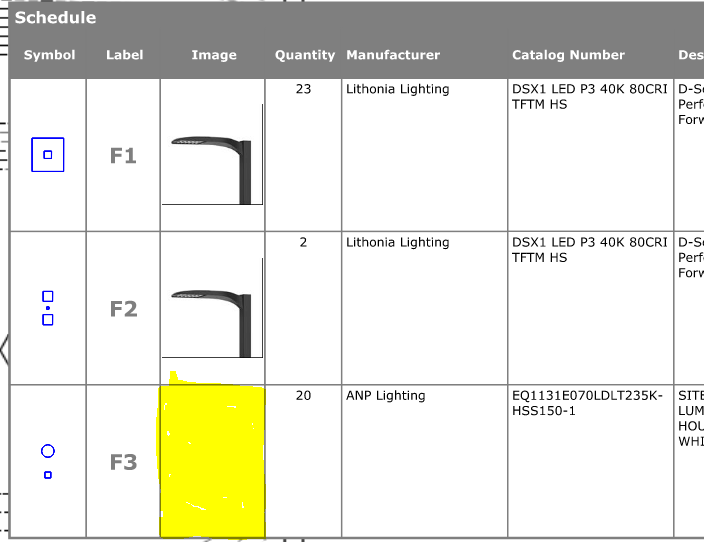 Schedule
Symbol Label Image Quantity Manufacturer Catalog Number Des
F1 23 Lithonia Lighting DSX1 LED P3 40K 80CRI D-S
TFTM HS Perf
Forw
F2 2 Lithonia Lighting DSX1 LED P3 40K 80CRI D-S
TFTM HS Perf
Forw
F3 20 ANP Lighting EQ1131E070LDLT235K- SITE
HSS150-1 LUM
HOU
WHI